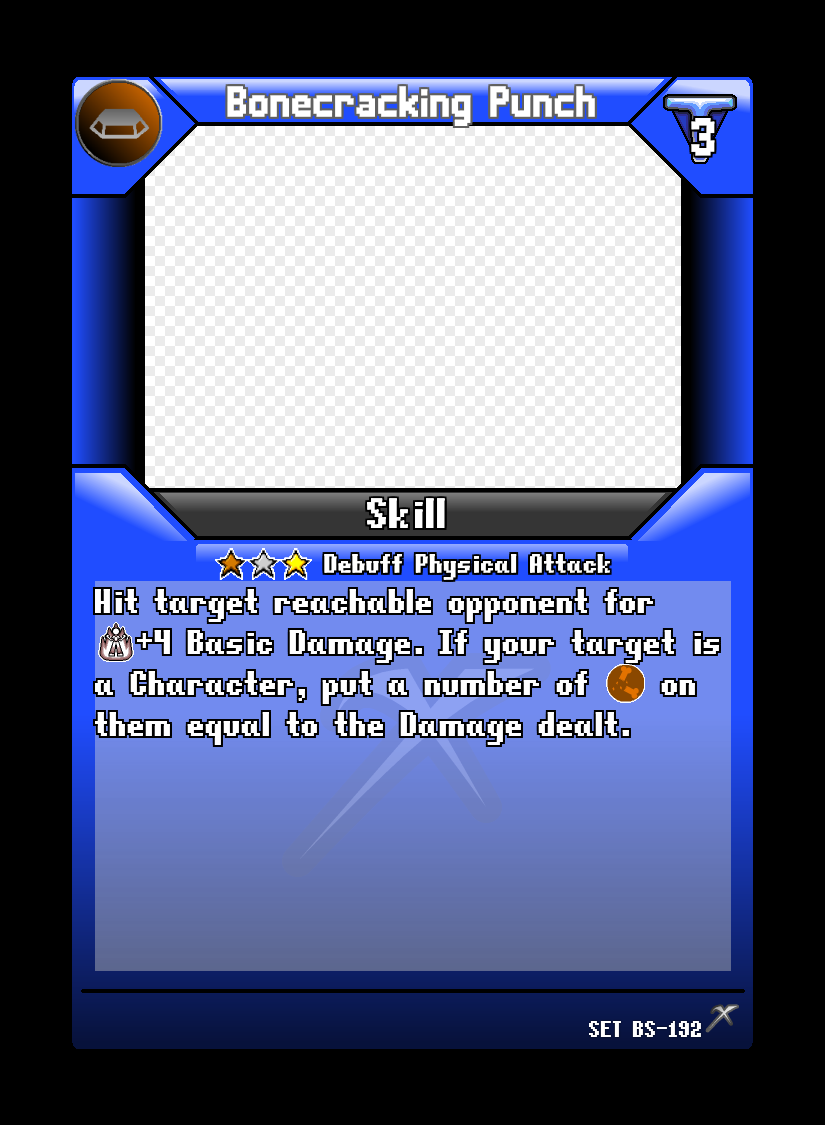 Bonecracking Punch
3
Skill
Debuff Physical Attack
Hit target reachable opponent for
+4 Basic Damage. If your target is
a Character, put a number of on
them equal to the Damage dealt.
SET BS-192